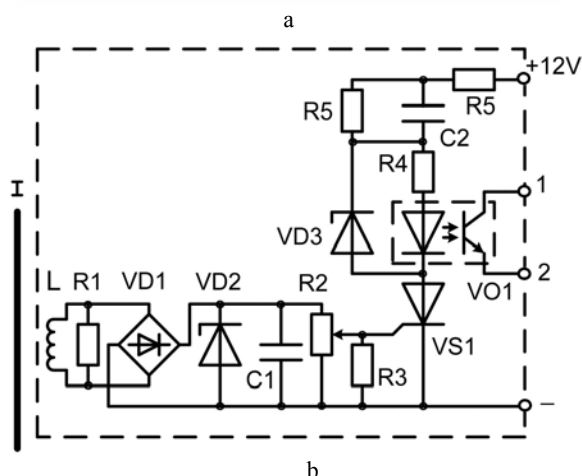 a
+12V
R5
R5
C2
R4
I
1
VD3
L R1 VD1 VD2 R2
2
VO1
VS1
C1
R3
–
b